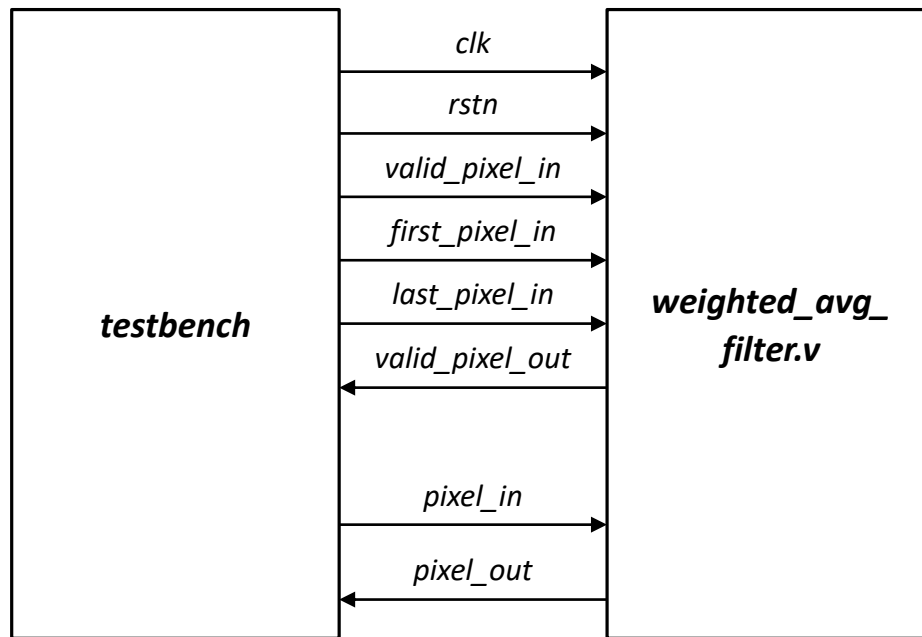 clk
rstn
valid_pixel_in
first_pixel_in
last_pixel_in
valid_pixel_out
pixel_in
pixel_out
testbench
weighted_avg_
filter.v